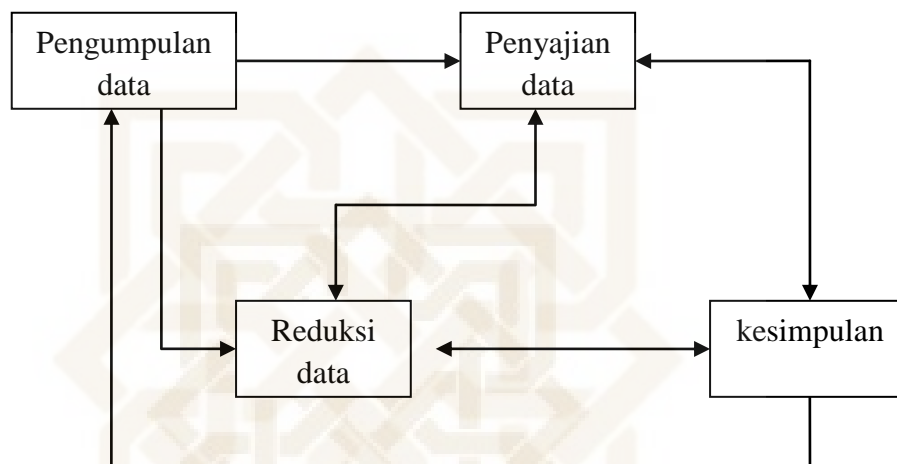 Pengumpulan
data
Penyajian
data
Reduksi
data
kesimpulan